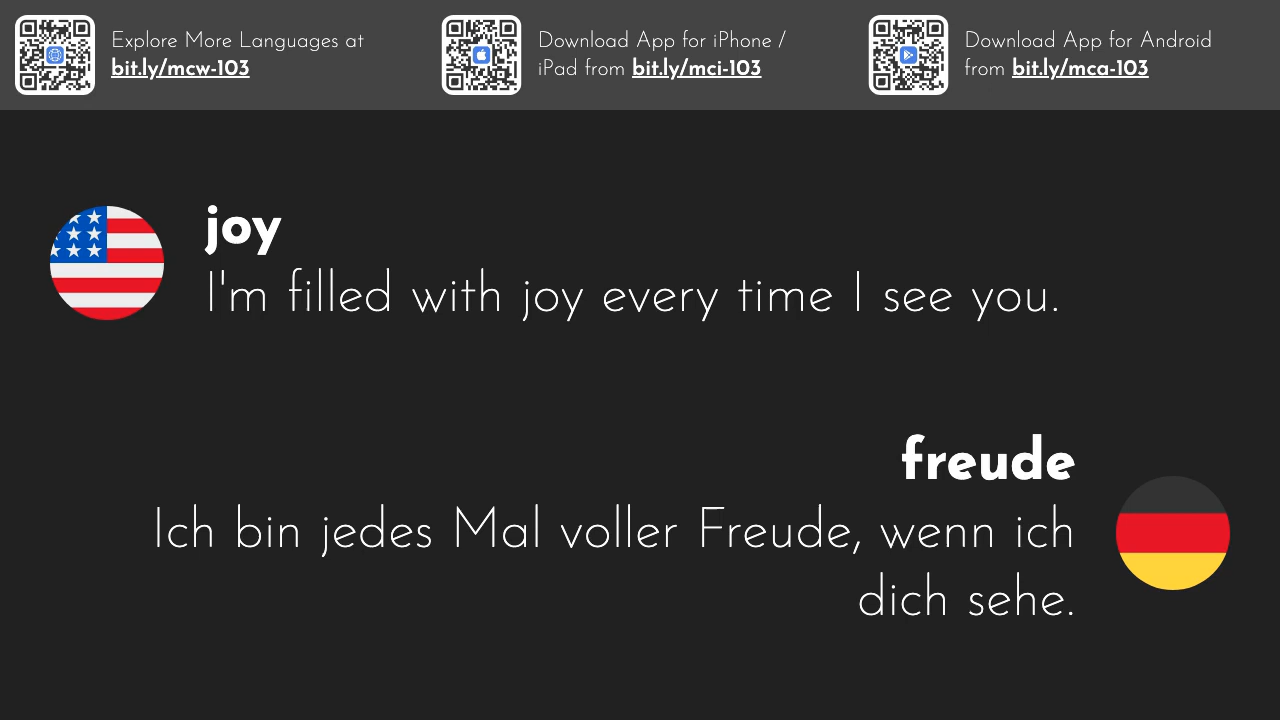 Explore More Languages at
bit.ly/mcw-103
Download App for iPhone /
iPad from bit.ly/mci-103
Download App for Android
from bit.ly/mca-103
joy
I'm filled with joy every time I see you.
freude
Ich bin jedes Mal voller Freude, wenn ich
dich sehe.